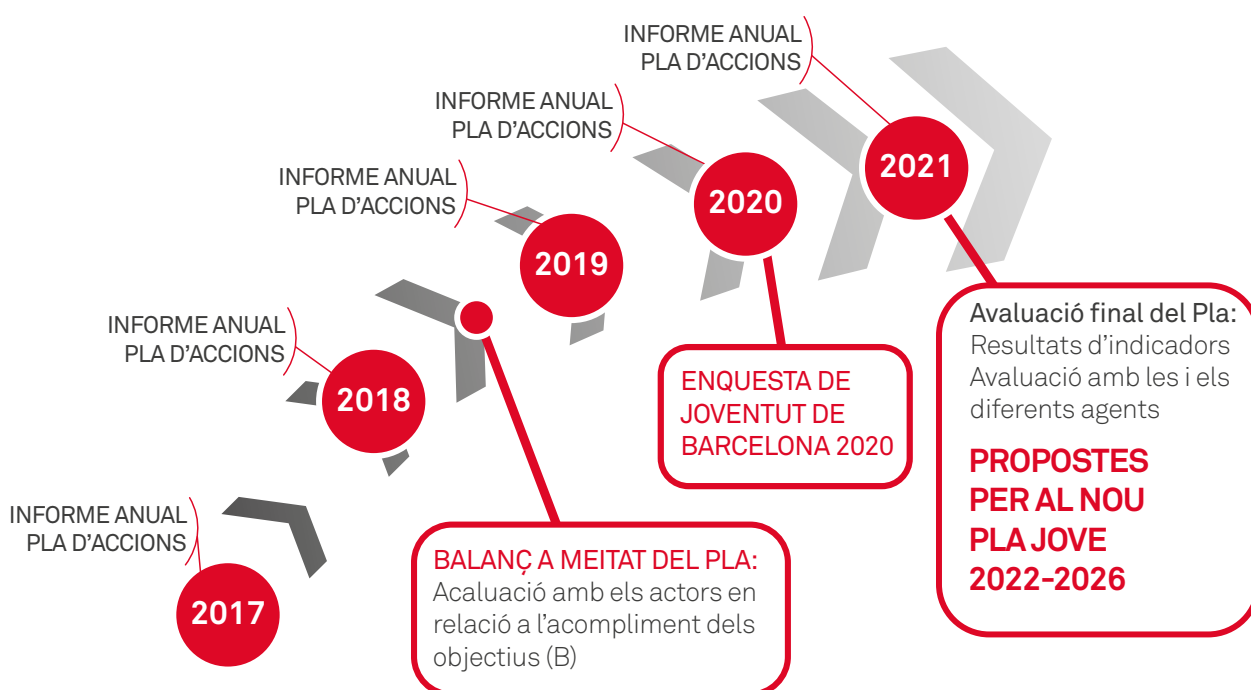 INFORME ANUAL
PLA D'ACCIONS
2017
INFORME ANUAL
PLA D'ACCIONS
2018
BALANÇ A MEITAT DEL PLA:
Acaluació amb els actors en
relació a l'acompliment dels
objectius (B)
INFORME ANUAL
PLA D'ACCIONS
2019
INFORME ANUAL
PLA D'ACCIONS
2020
ENQUESTA DE
JOVENTUT DE
BARCELONA 2020
INFORME ANUAL
PLA D'ACCIONS
2021
Avaluació final del Pla:
Resultats d'indicadors
Avaluació amb les i els
diferents agents
PROPOSTES
PER AL NOU
PLA JOVE
2022-2026